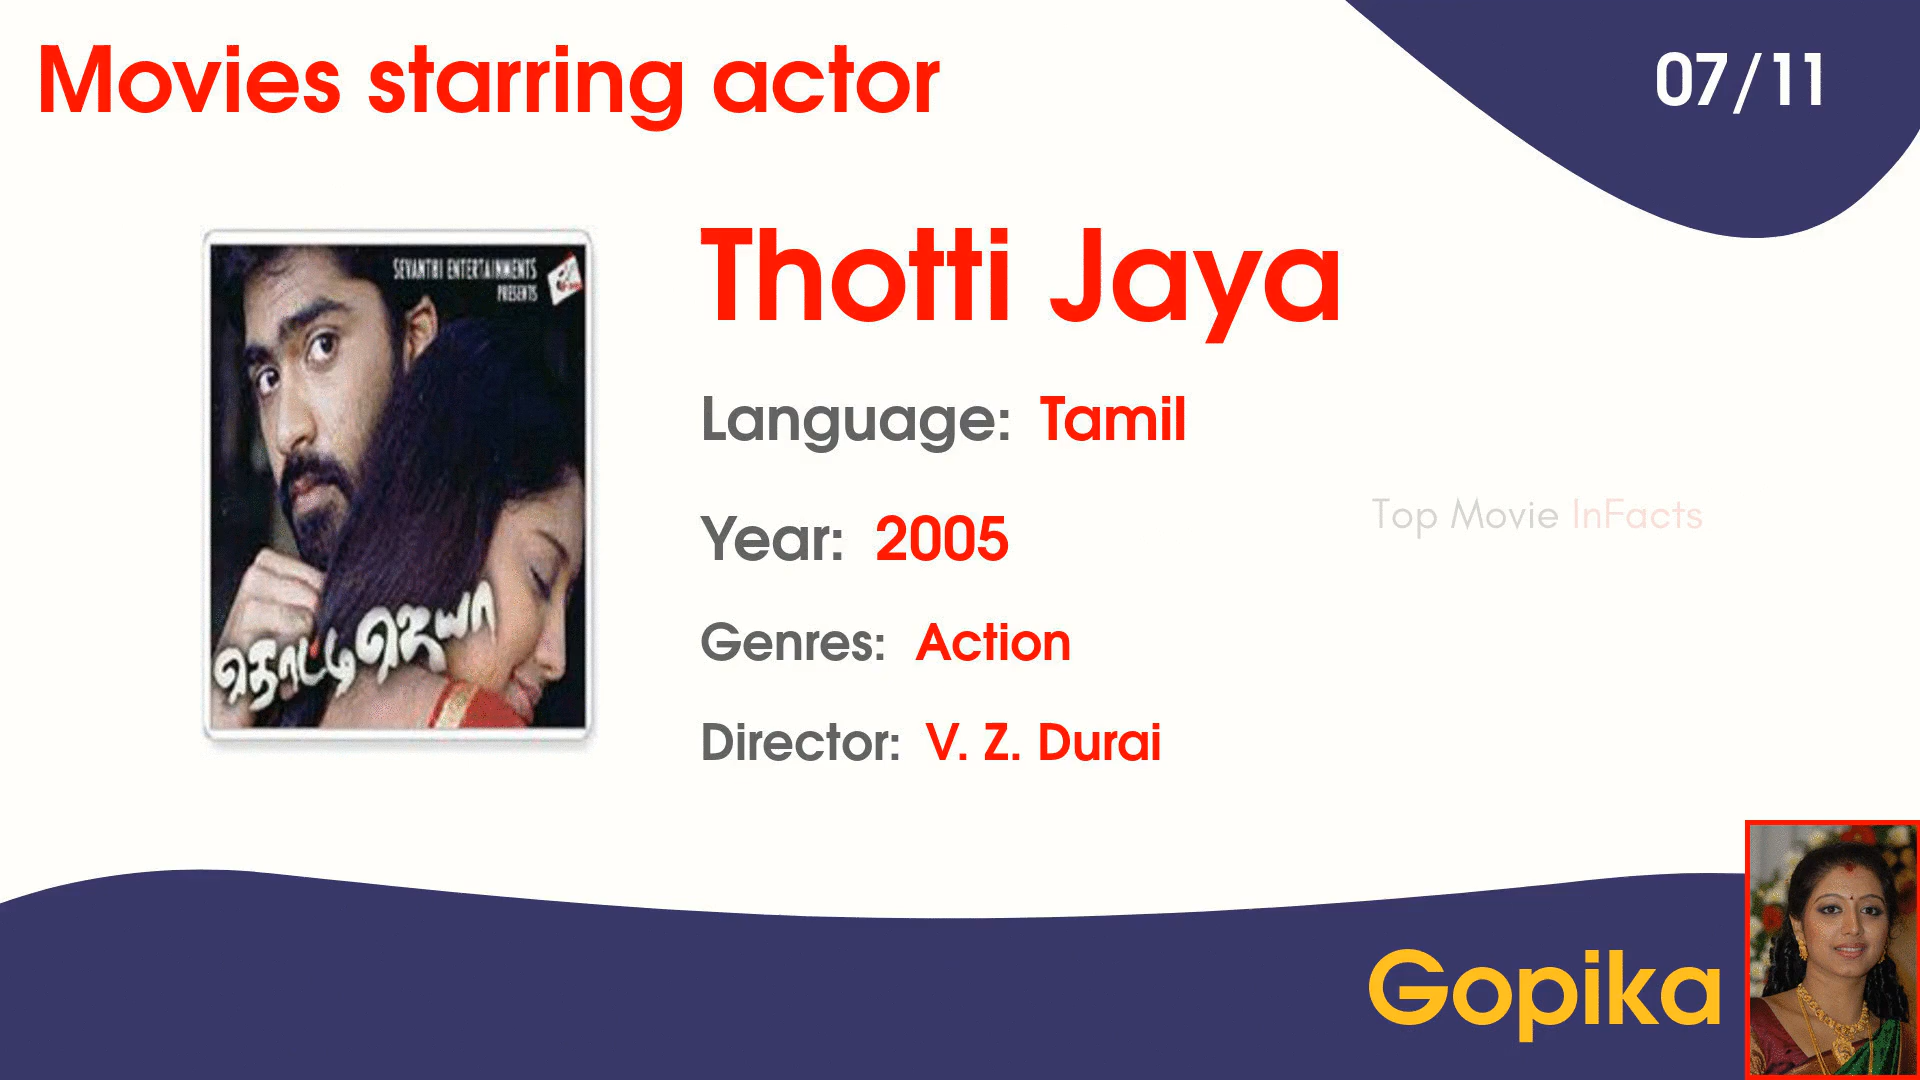 Movies starring actor
07/11
SEVANTHI ENTERTAINMENTS
PRESENTS
தொட்டிஜெயா
Thotti Jaya
Language: Tamil
Year: 2005
Top Movie InFacts
Genres: Action
Director: V. Z. Durai
Gopika